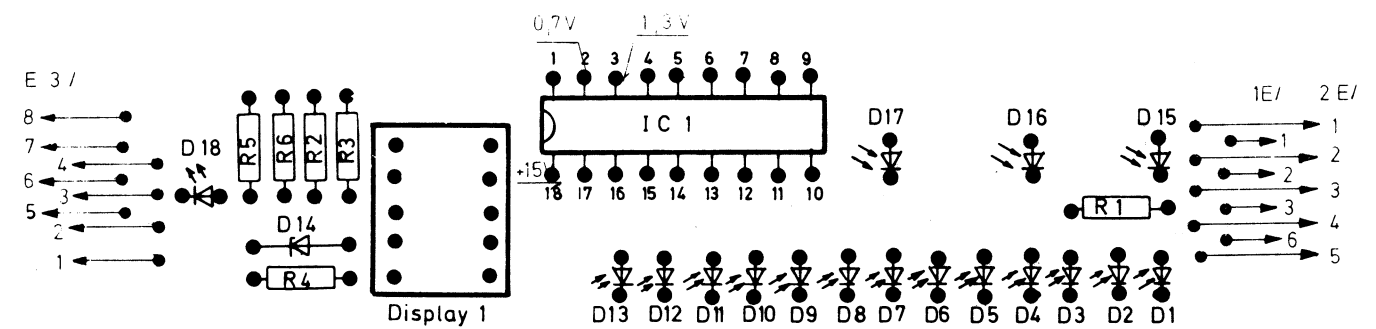 0,7V 1,3V
1 2 3 4 5 6 7 8 9
E 3/
1E/ 2E/
IC 1
D17 D16 D15
8
7
D18
4
6
3
5
2
1
R5 R6 R2 R3
+15V
18 17 16 15 14 13 12 11 10
1
1
2
2
3
3
4
6
5
R1
D14
R4
Display 1
D13 D12 D11 D10 D9 D8 D7 D6 D5 D4 D3 D2 D1